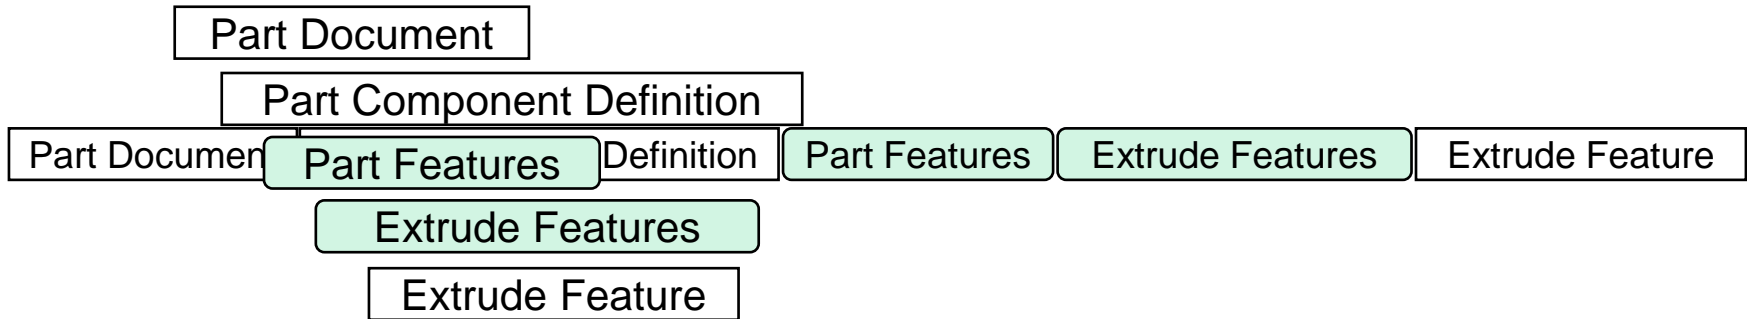 Part Document
Part Component Definition
Part Documen Definition Part Features Extrude Features Extrude Feature
Part Features
Extrude Features
Extrude Feature